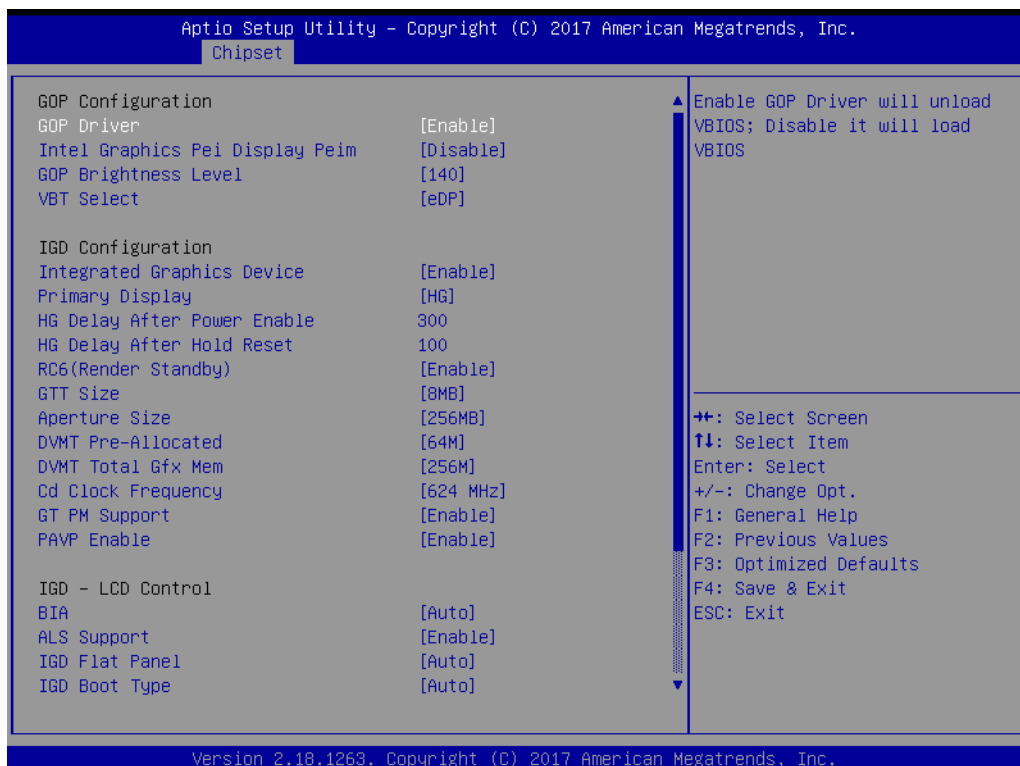 Aptio Setup Utility – Copyright (C) 2017 American Megatrends, Inc.
Chipset
GOP Configuration
GOP Driver [Enable]
Intel Graphics Pei Display Peim [Disable]
GOP Brightness Level [140]
VBT Select [eDP]
IGD Configuration
Integrated Graphics Device [Enable]
Primary Display [HG]
HG Delay After Power Enable 300
HG Delay After Hold Reset 100
RC6(Render Standby) [Enable]
GTT Size [8MB]
Aperture Size [256MB]
DVMT Pre-Allocated [64M]
DVMT Total Gfx Mem [256M]
Cd Clock Frequency [624 MHz]
GT PM Support [Enable]
PAVP Enable [Enable]
IGD – LCD Control
BIA [Auto]
ALS Support [Enable]
IGD Flat Panel [Auto]
IGD Boot Type [Auto]
Enable GOP Driver will unload
VBIOS; Disable it will load
VBIOS
→←: Select Screen
↑↓: Select Item
Enter: Select
+/-: Change Opt.
F1: General Help
F2: Previous Values
F3: Optimized Defaults
F4: Save & Exit
ESC: Exit
Version 2.18.1263. Copyright (C) 2017 American Megatrends, Inc.